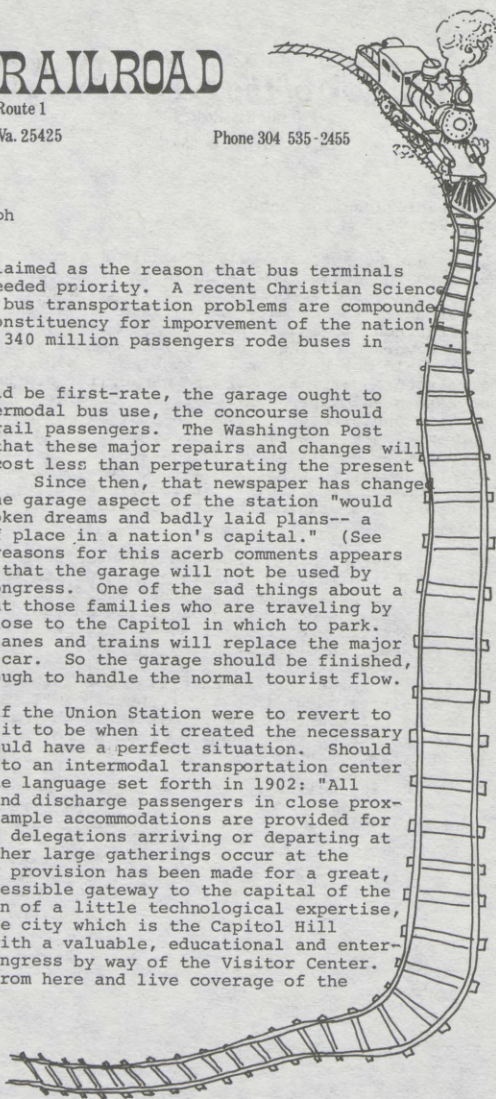 RAILROAD
Route 1
Va. 25425 Phone 304 535-2455
ph
laimed as the reason that bus terminals
eeded priority. A recent Christian Science
bus transportation problems are compounded
onstituency for imporvement of the nation's
340 million passengers rode buses in
ld be first-rate, the garage ought to
ermodal bus use, the concourse should
rail passengers. The Washington Post
that these major repairs and changes will
cost less than perpeturating the present
Since then, that newspaper has changed
he garage aspect of the station "would
oken dreams and badly laid plans-- a
f place in a nation's capital." (See
reasons for this acerb comments appears
that the garage will not be used by
ongress. One of the sad things about a
at those families who are traveling by
lose to the Capitol in which to park.
anes and trains will replace the major
car. So the garage should be finished,
ough to handle the normal tourist flow.
f the Union Station were to revert to
it to be when it created the necessary
uld have a perfect situation. Should
to an intermodal transportation center
e language set forth in 1902: "All
nd discharge passengers in close prox-
ample accommodations are provided for
delegations arriving or departing at
her large gatherings occur at the
provision has been made for a great,
essible gateway to the capital of the
n of a little technological expertise,
e city which is the Capitol Hill
ith a valuable, educational and enter-
ngress by way of the Visitor Center.
rom here and live coverage of the